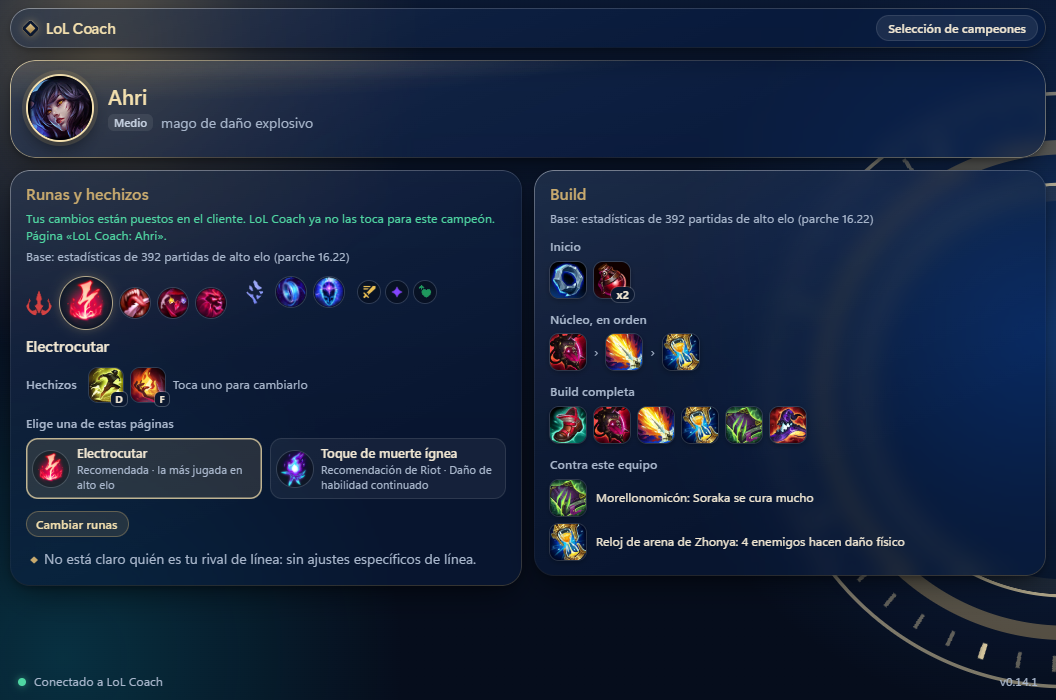 LoL Coach
Selección de campeones
Ahri
Medio mago de daño explosivo
Runas y hechizos
Tus cambios están puestos en el cliente. LoL Coach ya no las toca para este campeón.
Página «LoL Coach: Ahri».
Base: estadísticas de 392 partidas de alto elo (parche 16.22)
Electrocutar
Hechizos D F Toca uno para cambiarlo
Elige una de estas páginas
Electrocutar
Recomendada · la más jugada en
alto elo
Toque de muerte ígnea
Recomendación de Riot · Daño de
habilidad continuado
Cambiar runas
No está claro quién es tu rival de línea: sin ajustes específicos de línea.
Build
Base: estadísticas de 392 partidas de alto elo (parche 16.22)
Inicio
x2
Núcleo, en orden
Build completa
Contra este equipo
Morellonomicón: Soraka se cura mucho
Reloj de arena de Zhonya: 4 enemigos hacen daño físico
Conectado a LoL Coach
v0.14.1